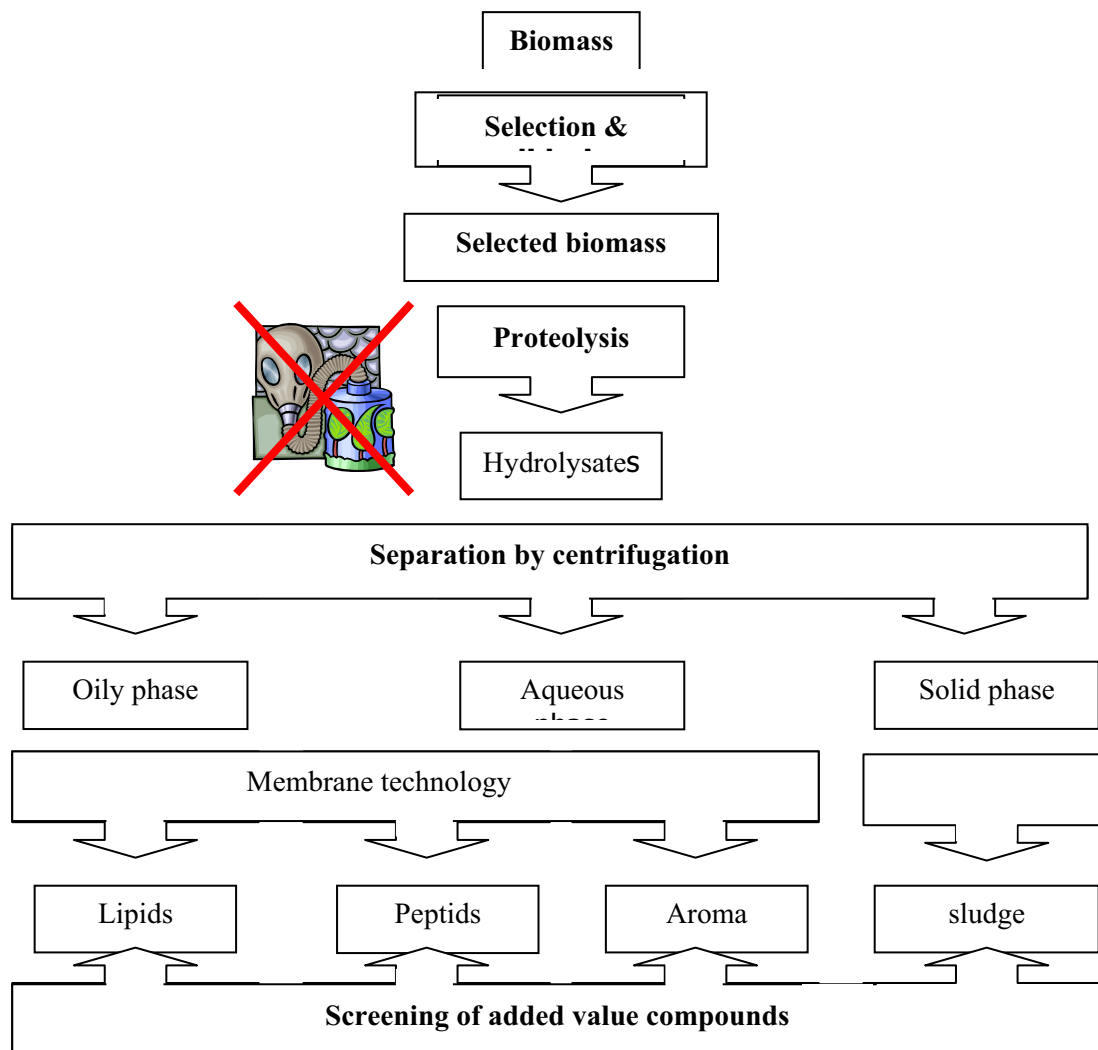 Biomass
Selection &
Selected biomass
Proteolysis
Hydrolysates
Separation by centrifugation
Oily phase
Aqueous
Solid phase
Membrane technology
Lipids
Peptids
Aroma
sludge
Screening of added value compounds